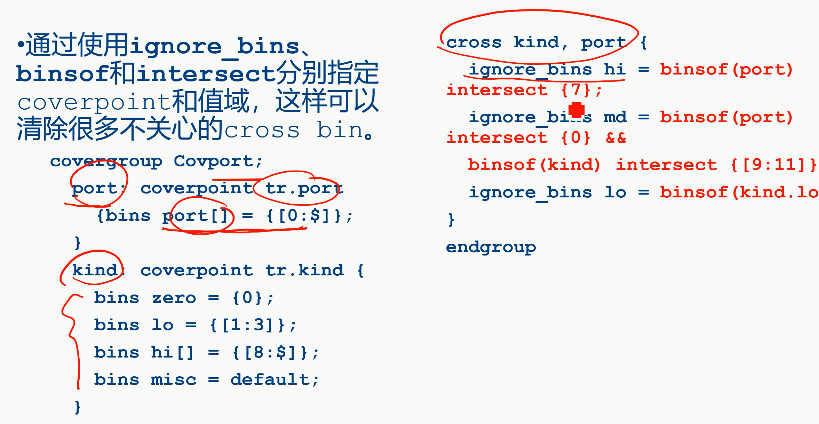 •通过使用ignore_bins、
binsof和intersect分别指定
coverpoint和值域，这样可以
清除很多不关心的cross bin。
covergroup Covport;
port: coverpoint tr.port
{bins port[] = {[0:$]};
}
kind: coverpoint tr.kind {
bins zero = {0};
bins lo = {[1:3]};
bins hi[] = {[8:$]};
bins misc = default;
}
cross kind, port {
ignore_bins hi = binsof(port)
intersect {7};
ignore_bins md = binsof(port)
intersect {0} &&
binsof(kind) intersect {[9:11]}
ignore_bins lo = binsof(kind.lo
}
endgroup